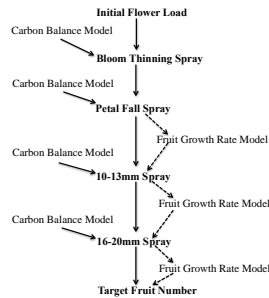 Initial Flower Load
Carbon Balance Model
Bloom Thinning Spray
Carbon Balance Model
Petal Fall Spray
Fruit Growth Rate Model
Carbon Balance Model
10-13mm Spray
Fruit Growth Rate Model
Carbon Balance Model
16-20mm Spray
Fruit Growth Rate Model
Target Fruit Number